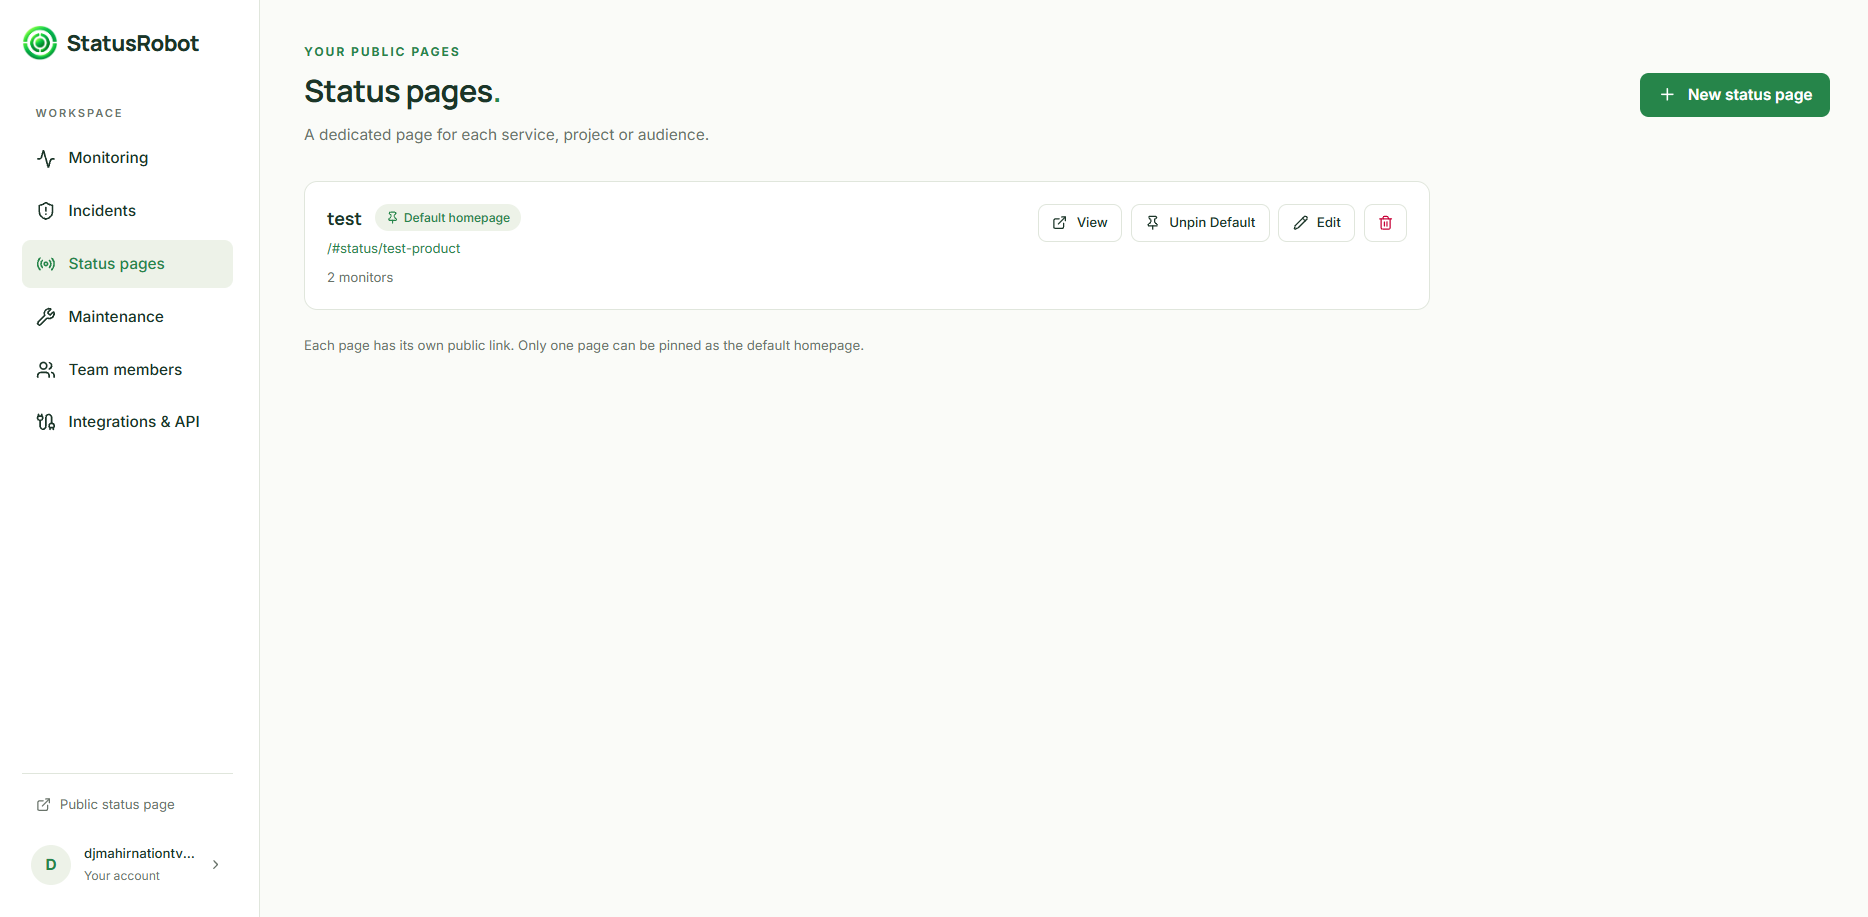 StatusRobot
WORKSPACE
Monitoring
Incidents
Status pages
Maintenance
Team members
Integrations & API
Public status page
D
djmahirnationtv...
Your account
YOUR PUBLIC PAGES
Status pages.
A dedicated page for each service, project or audience.
New status page
test
Default homepage
/#status/test-product
2 monitors
View
Unpin Default
Edit
Each page has its own public link. Only one page can be pinned as the default homepage.